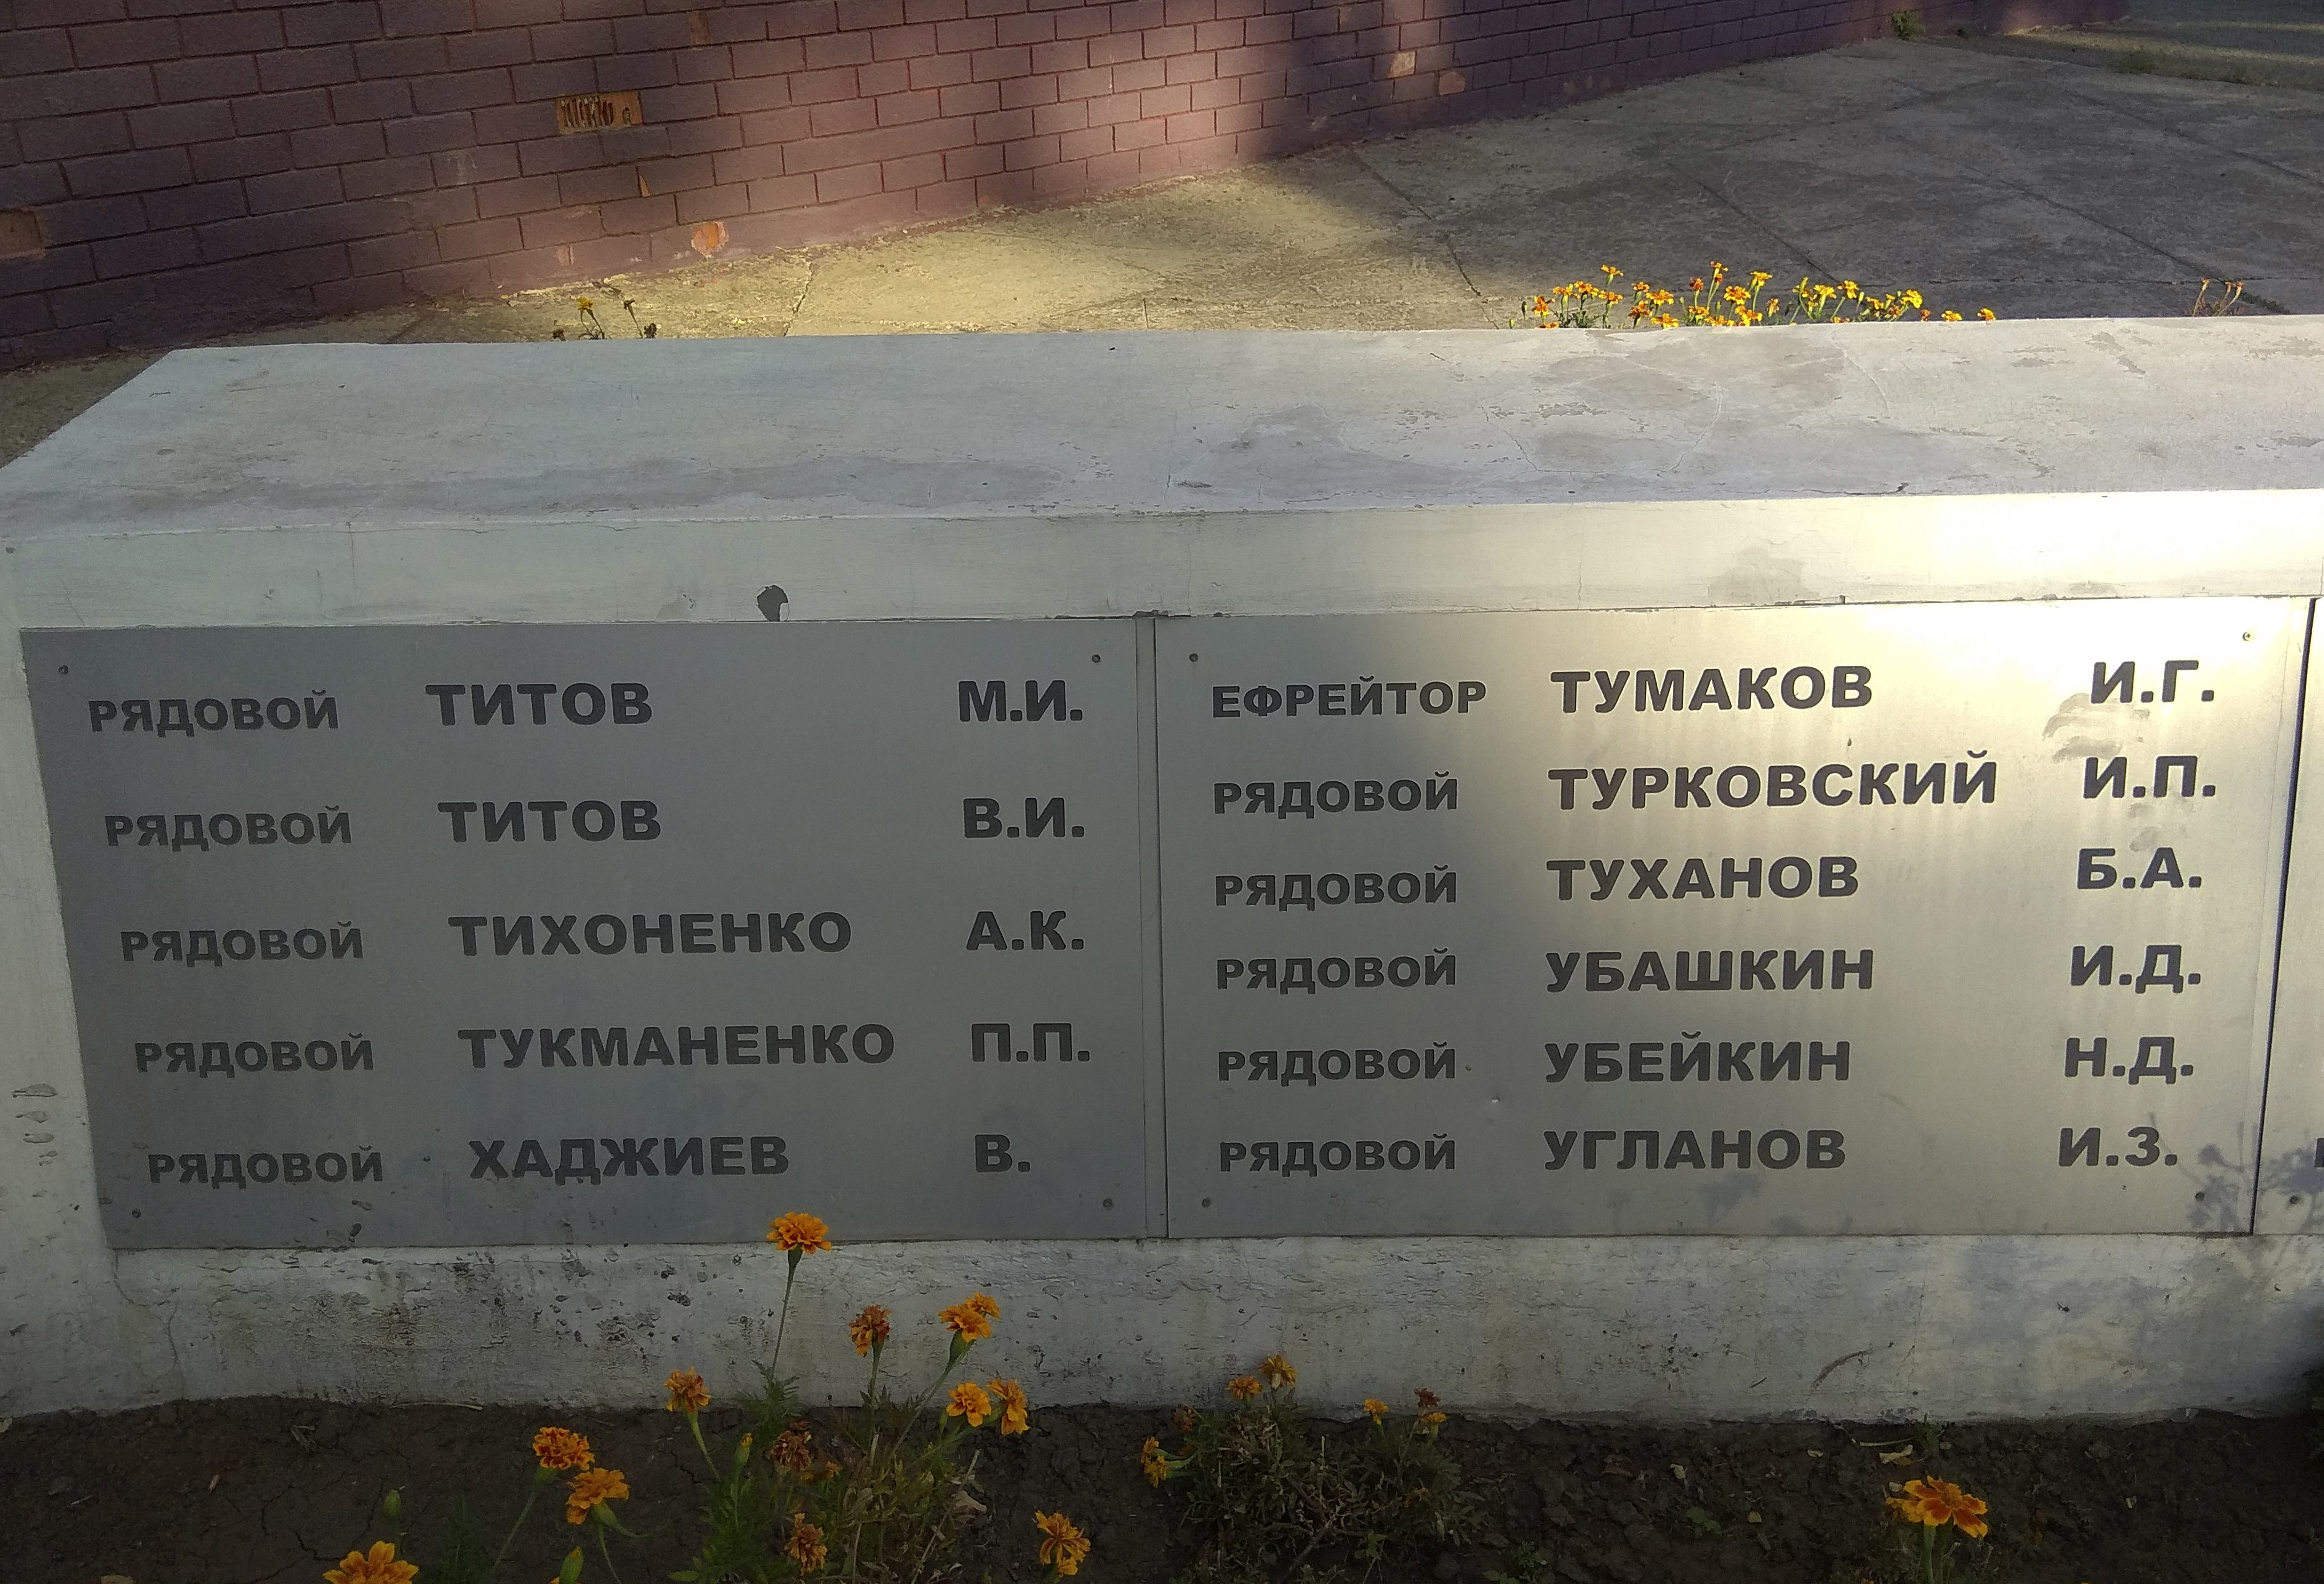 РЯДОВОЙ ТИТОВ М.И.
РЯДОВОЙ ТИТОВ В.И.
РЯДОВОЙ ТИХОНЕНКО А.К.
РЯДОВОЙ ТУКМАНЕНКО П.П.
РЯДОВОЙ ХАДЖИЕВ В.
ЕФРЕЙТОР ТУМАКОВ И.Г.
РЯДОВОЙ ТУРКОВСКИЙ И.П.
РЯДОВОЙ ТУХАНОВ Б.А.
РЯДОВОЙ УБАШКИН И.Д.
РЯДОВОЙ УБЕЙКИН Н.Д.
РЯДОВОЙ УГЛАНОВ И.З.